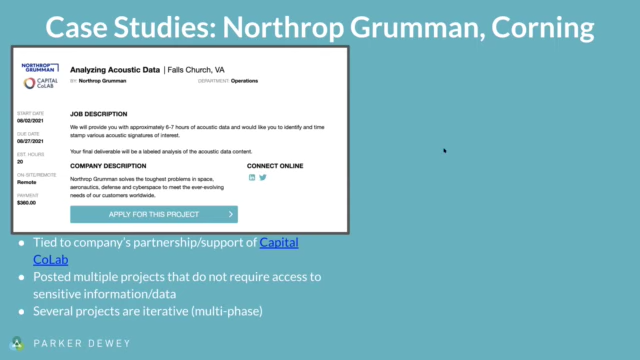 Case Studies: Northrop Grumman, Corning
NORTHROP
GRUMMAN
CAPITAL
CoLAB
Analyzing Acoustic Data | Falls Church, VA
BY: Northrop Grumman
DEPARTMENT: Operations
START DATE
08/02/2021
DUE DATE
08/27/2021
EST. HOURS
20
ON SITE/REMOTE
Remote
PAYMENT
$360.00
JOB DESCRIPTION
We will provide you with approximately 6-7 hours of acoustic data and would like you to identify and time
stamp various acoustic signatures of interest.
Your final deliverable will be a labeled analysis of the acoustic data content.
COMPANY DESCRIPTION
Northrop Grumman solves the toughest problems in space,
aeronautics, defense and cyberspace to meet the ever-evolving
needs of our customers worldwide.
CONNECT ONLINE
APPLY FOR THIS PROJECT
● Tied to company's partnership/support of Capital
CoLab
● Posted multiple projects that do not require access to
sensitive information/data
● Several projects are iterative (multi-phase)
PARKER DEWEY